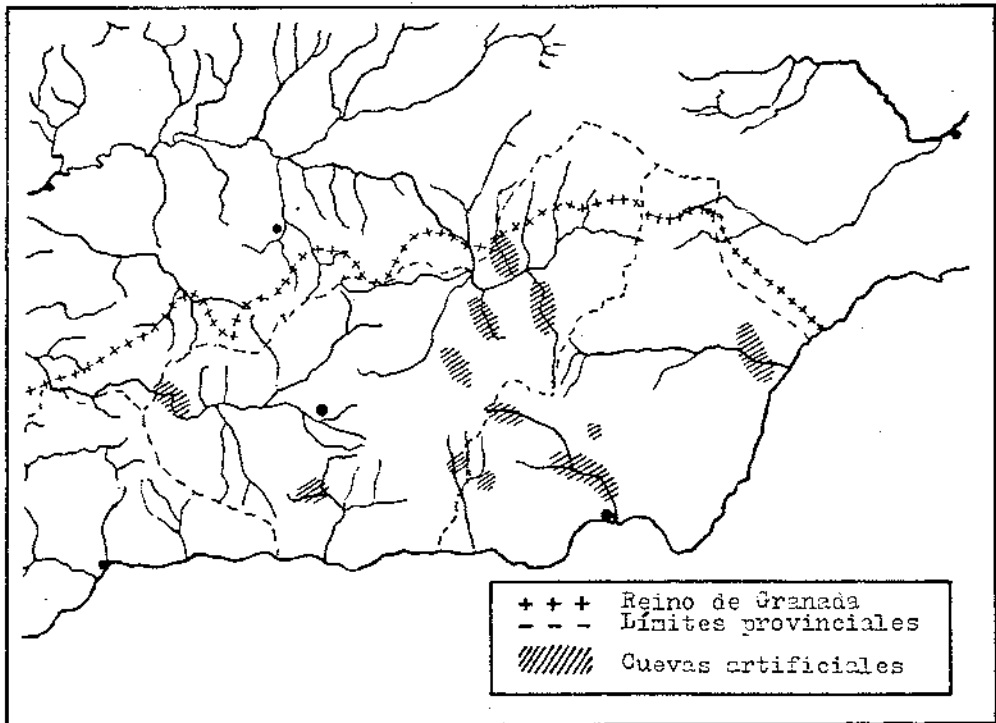 + + + Reino de Granada
- - - Límites provinciales
Cuevas artificiales